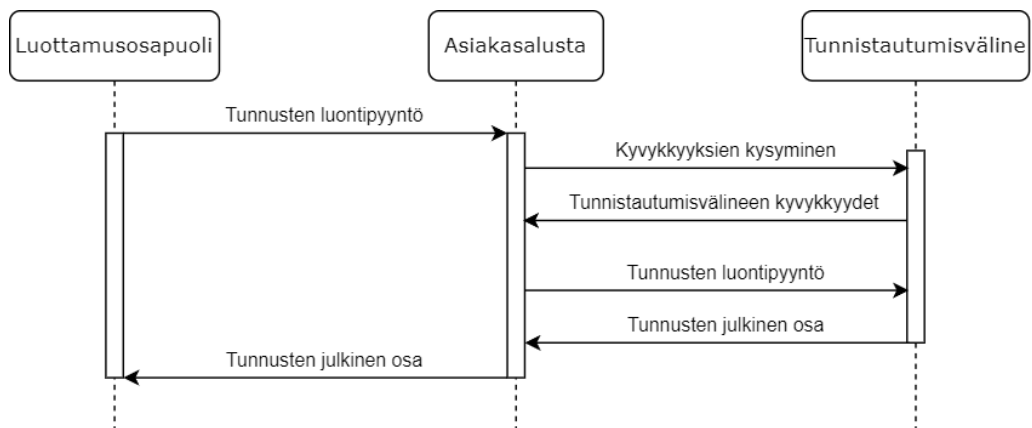 Luottamusosapuoli
Asiakasalusta
Tunnistautumisväline
Tunnusten luontipyyntö
Kyvykkyyksien kysyminen
Tunnistautumisvälineen kyvykkyydet
Tunnusten luontipyyntö
Tunnusten julkinen osa
Tunnusten julkinen osa